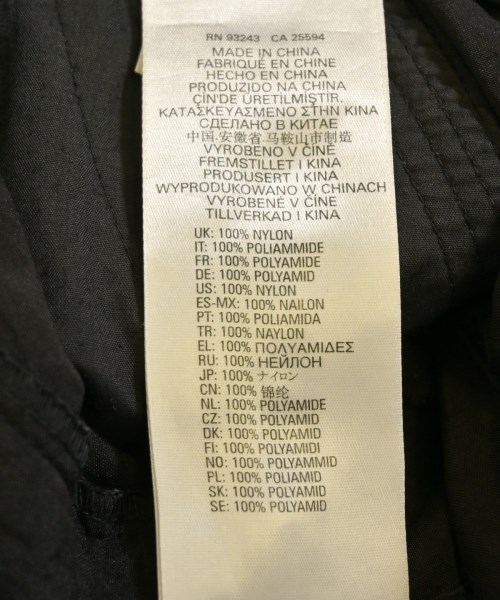 RN 93243 CA 25594
MADE IN CHINA
FABRIQUÉ EN CHINE
HECHO EN CHINA
PRODUZIDO NA CHINA
ÇIN'DE ÜRETILMIŞTIR.
ΚΑΤΑΣΚΕΥΑΣΜΕΝΟ ΣΤΗΝ ΚΙΝΑ
СДЕЛАНО В КИТАЕ
中国.安徽省.马鞍山市制造
VYROBENO V ČÍNĚ
FREMSTILLET I KINA
PRODUSERT I KINA
WYPRODUKOWANO W CHINACH
VYROBENÉ V ČÍNE
TILLVERKAD I KINA
UK: 100% NYLON
IT: 100% POLIAMMIDE
FR: 100% POLYAMIDE
DE: 100% POLYAMID
US: 100% NYLON
ES-MX: 100% NAILON
PT: 100% POLIAMIDA
TR: 100% NAYLON
EL: 100% ΠΟΛΥΑΜΙΔΕΣ
RU: 100% НЕЙЛОН
JP: 100% ナイロン
CN: 100% 锦纶
NL: 100% POLYAMIDE
CZ: 100% POLYAMID
DK: 100% POLYAMID
FI: 100% POLYAMIDI
NO: 100% POLYAMMID
PL: 100% POLIAMID
SK: 100% POLYAMID
SE: 100% POLYAMID